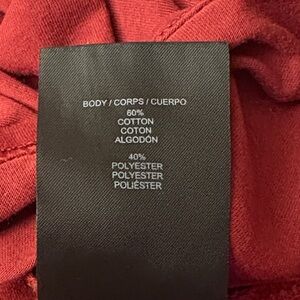 BODY / CORPS / CUERPO
60%
COTTON
COTON
ALGODÓN
40%
POLYESTER
POLYESTER
POLIÉSTER